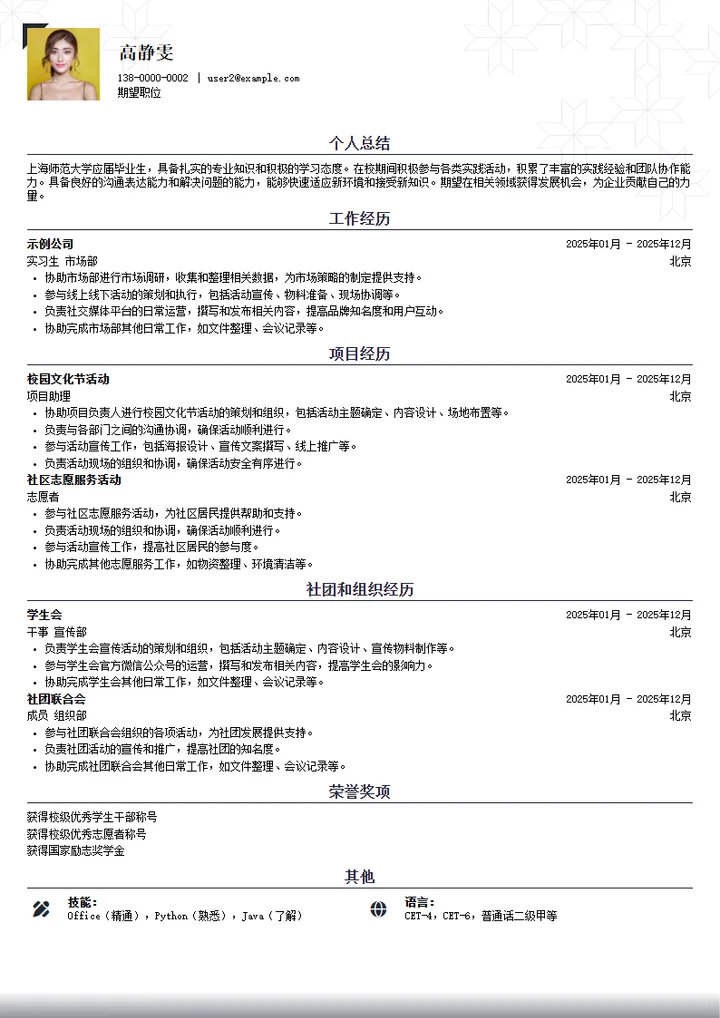 高静雯
138-0000-0002 | user2@example.com
期望职位
个人总结
上海师范大学应届毕业生，具备扎实的专业知识和积极的学习态度。在校期间积极参与各类实践活动，积累了丰富的实践经验和团队协作能
力。具备良好的沟通表达能力和解决问题的能力，能够快速适应新环境和接受新知识。期望在相关领域获得发展机会，为企业贡献自己的力
量。
工作经历
示例公司 2025年01月 - 2025年12月
实习生 市场部 北京
• 协助市场部进行市场调研，收集和整理相关数据，为市场策略的制定提供支持。
• 参与线上线下活动的策划和执行，包括活动宣传、物料准备、现场协调等。
• 负责社交媒体平台的日常运营，撰写和发布相关内容，提高品牌知名度和用户互动。
• 协助完成市场部其他日常工作，如文件整理、会议记录等。
项目经历
校园文化节活动 2025年01月 - 2025年12月
项目助理 北京
• 协助项目负责人进行校园文化节活动的策划和组织，包括活动主题确定、内容设计、场地布置等。
• 负责与各部门之间的沟通协调，确保活动顺利进行。
• 参与活动宣传工作，包括海报设计、宣传文案撰写、线上推广等。
• 负责活动现场的组织和协调，确保活动安全有序进行。
社区志愿服务活动 2025年01月 - 2025年12月
志愿者 北京
• 参与社区志愿服务活动，为社区居民提供帮助和支持。
• 负责活动现场的组织和协调，确保活动顺利进行。
• 参与活动宣传工作，提高社区居民的参与度。
• 协助完成其他志愿服务工作，如物资整理、环境清洁等。
社团和组织经历
学生会 2025年01月 - 2025年12月
干事 宣传部 北京
• 负责学生会宣传活动的策划和组织，包括活动主题确定、内容设计、宣传物料制作等。
• 参与学生会官方微信公众号的运营，撰写和发布相关内容，提高学生会的影响力。
• 协助完成学生会其他日常工作，如文件整理、会议记录等。
社团联合会 2025年01月 - 2025年12月
成员 组织部 北京
• 参与社团联合会组织的各项活动，为社团发展提供支持。
• 负责社团活动的宣传和推广，提高社团的知名度。
• 协助完成社团联合会其他日常工作，如文件整理、会议记录等。
荣誉奖项
获得校级优秀学生干部称号
获得校级优秀志愿者称号
获得国家励志奖学金
其他
技能：
Office（精通），Python（熟悉），Java（了解）
语言：
CET-4，CET-6，普通话二级甲等